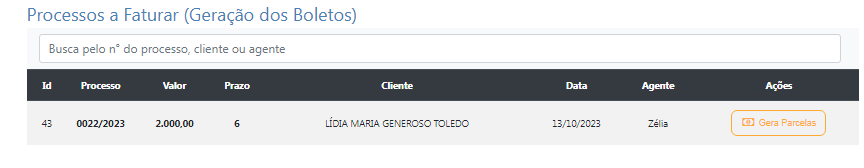 Processos a Faturar (Geração dos Boletos)
Busca pelo n° do processo, cliente ou agente
Id Processo Valor Prazo Cliente Data Agente Ações
43 0022/2023 2.000,00 6 LÍDIA MARIA GENEROSO TOLEDO 13/10/2023 Zélia Gera Parcelas